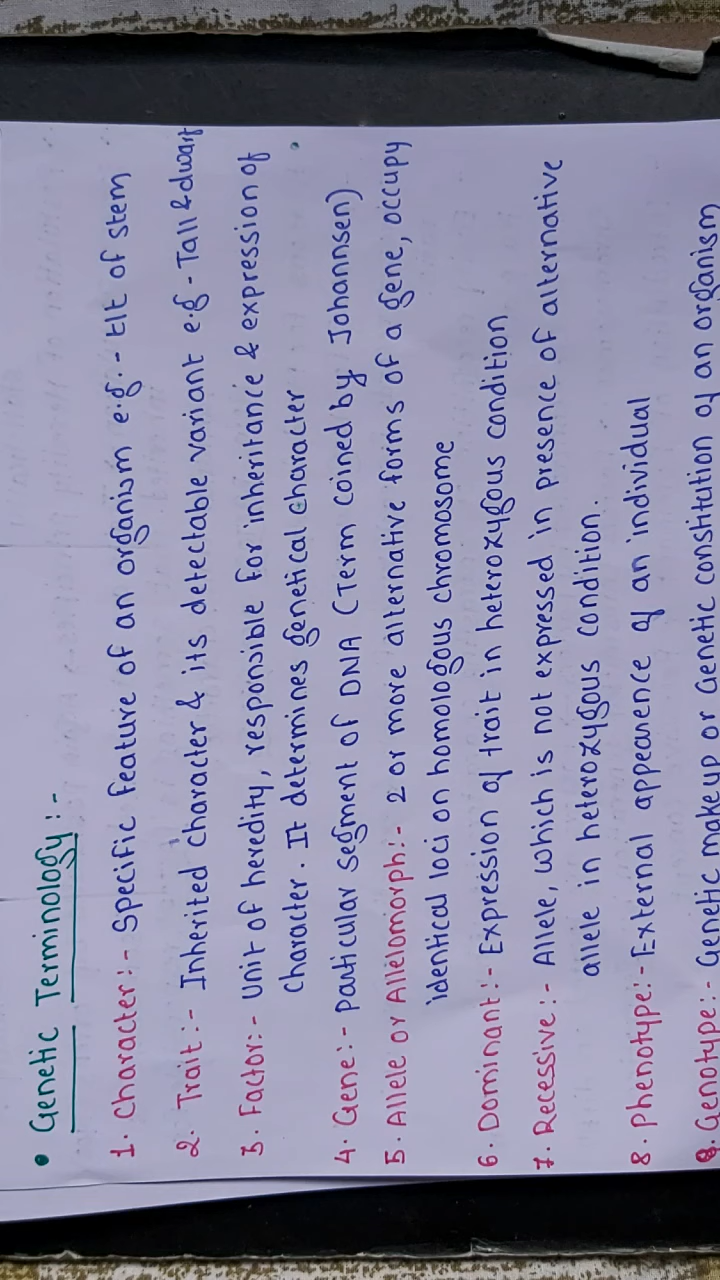 • Genetic Terminology :-
1. Character :- Specific feature of an organism e.g. - Ht of stem
2. Trait :- Inherited character & its detectable variant e.g - Tall & dwarf
3. Factor :- Unit of heredity, responsible for inheritance & expression of
character. It determines genetical character
4. Gene :- Particular segment of DNA (Term coined by Johannsen)
5. Allele or Allelomorph :- 2 or more alternative forms of a gene, occupy
identical loci on homologous chromosome
6. Dominant :- Expression of trait in heterozygous condition
7. Recessive :- Allele, which is not expressed in presence of alternative
allele in heterozygous condition.
8. Phenotype :- External appearence of an individual
9. Genotype :- Genetic makeup or Genetic constitution of an organism